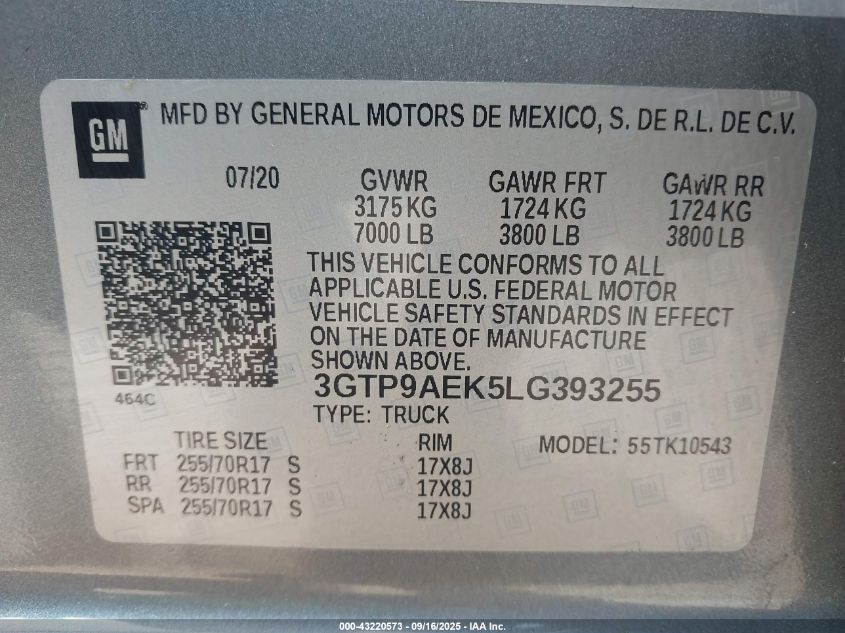 GM® MFD BY GENERAL MOTORS DE MEXICO, S. DE R.L. DE C.V.
07/20 GVWR GAWR FRT GAWR RR
3175 KG 1724 KG 1724 KG
7000 LB 3800 LB 3800 LB
THIS VEHICLE CONFORMS TO ALL
APPLICABLE U.S. FEDERAL MOTOR
VEHICLE SAFETY STANDARDS IN EFFECT
ON THE DATE OF MANUFACTURE
SHOWN ABOVE.
3GTP9AEK5LG393255
464C
TYPE: TRUCK
TIRE SIZE RIM MODEL: 55TK10543
FRT 255/70R17 S 17X8J
RR 255/70R17 S 17X8J
SPA 255/70R17 S 17X8J
000-43220573 - 09/16/2025 - IAA Inc.